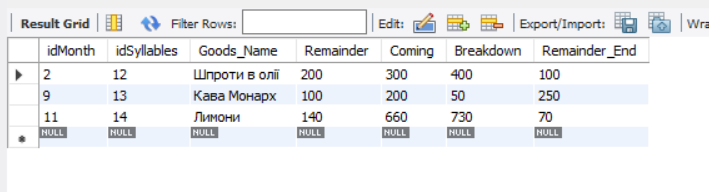 Result Grid Filter Rows: Edit: Export/Import: Wra
idMonth idSyllables Goods_Name Remainder Coming Breakdown Remainder_End
2 12 Шпроти в олії 200 300 400 100
9 13 Кава Монарх 100 200 50 250
11 14 Лимони 140 660 730 70
NULL NULL NULL NULL NULL NULL NULL